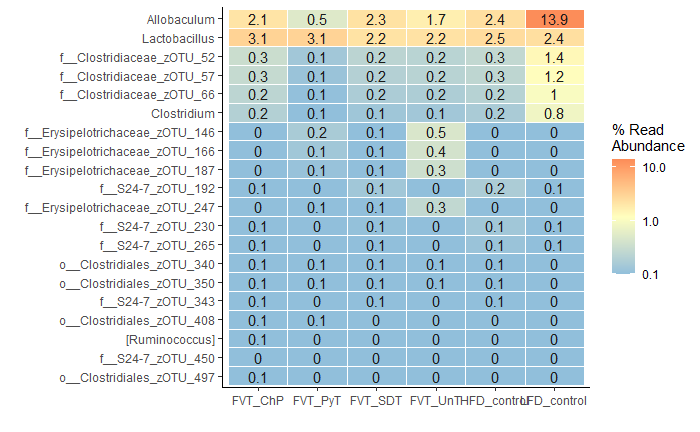 Allobaculum 2.1 0.5 2.3 1.7 2.4 13.9
Lactobacillus 3.1 3.1 2.2 2.2 2.5 2.4
f__Clostridiaceae_zOTU_52 0.3 0.1 0.2 0.2 0.3 1.4
f__Clostridiaceae_zOTU_57 0.3 0.1 0.2 0.2 0.3 1.2
f__Clostridiaceae_zOTU_66 0.2 0.1 0.2 0.2 0.2 1
Clostridium 0.2 0.1 0.1 0.1 0.2 0.8
f__Erysipelotrichaceae_zOTU_146 0 0.2 0.1 0.5 0 0
f__Erysipelotrichaceae_zOTU_166 0 0.1 0.1 0.4 0 0
f__Erysipelotrichaceae_zOTU_187 0 0.1 0.1 0.3 0 0
f__S24-7_zOTU_192 0.1 0 0.1 0 0.2 0.1
f__Erysipelotrichaceae_zOTU_247 0 0.1 0.1 0.3 0 0
f__S24-7_zOTU_230 0.1 0 0.1 0 0.1 0.1
f__S24-7_zOTU_265 0.1 0 0.1 0 0.1 0.1
o__Clostridiales_zOTU_340 0.1 0.1 0.1 0.1 0.1 0
o__Clostridiales_zOTU_350 0.1 0.1 0.1 0.1 0.1 0
f__S24-7_zOTU_343 0.1 0 0.1 0 0.1 0
o__Clostridiales_zOTU_408 0.1 0.1 0 0 0 0
[Ruminococcus] 0.1 0 0 0 0 0
f__S24-7_zOTU_450 0 0 0 0 0 0
o__Clostridiales_zOTU_497 0.1 0 0 0 0 0
FVT_ChP FVT_PyT FVT_SDT FVT_UnT HFD_control LFD_control
% Read
Abundance
10.0
1.0
0.1